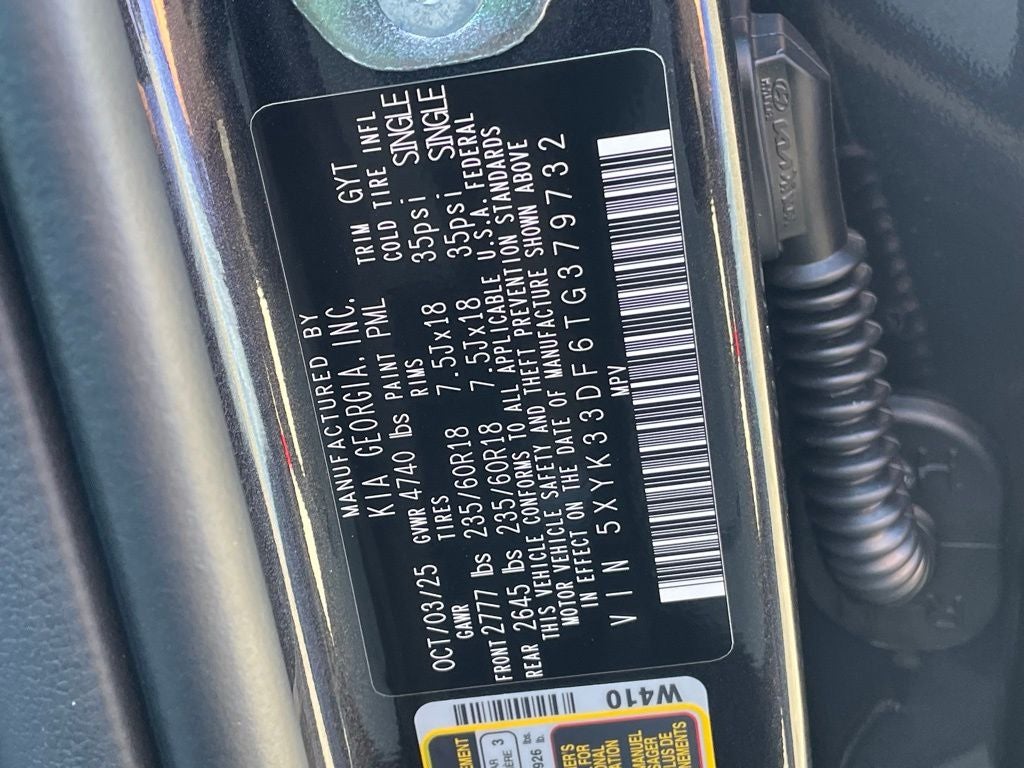 MANUFACTURED BY
KIA GEORGIA, INC.
OCT/03/25 GVWR 4740 lbs PAINT PML TRIM GYT
GAWR TIRES RIMS COLD TIRE INFL
FRONT 2777 lbs 235/60R18 7.5Jx18 35psi SINGLE
REAR 2645 lbs 235/60R18 7.5Jx18 35psi SINGLE
THIS VEHICLE CONFORMS TO ALL APPLICABLE U.S.A. FEDERAL
MOTOR VEHICLE SAFETY AND THEFT PREVENTION STANDARDS
IN EFFECT ON THE DATE OF MANUFACTURE SHOWN ABOVE
MPV
VIN 5XYK33DF6TG379732
W410